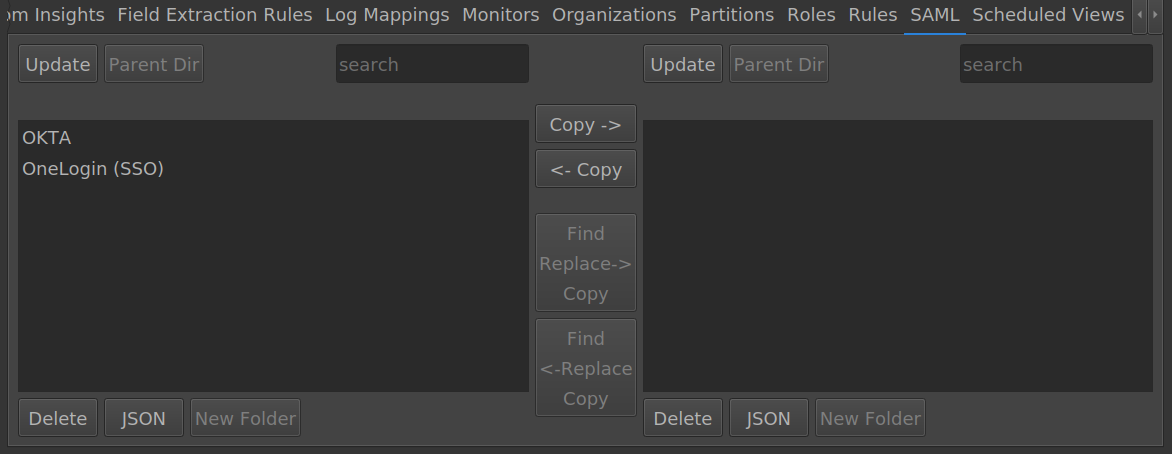 om Insights Field Extraction Rules Log Mappings Monitors Organizations Partitions Roles Rules SAML Scheduled Views
Update Parent Dir search Update Parent Dir search
OKTA
OneLogin (SSO)
Copy ->
<- Copy
Find
Replace->
Copy
Find
<-Replace
Copy
Delete JSON New Folder Delete JSON New Folder